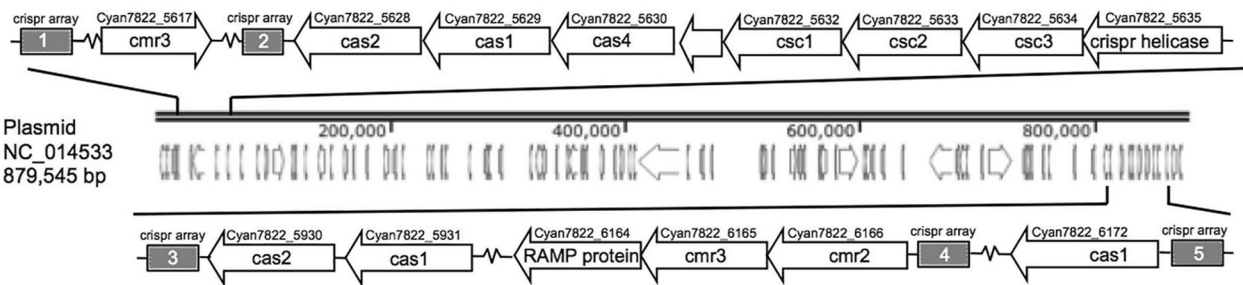 crispr array Cyan7822_5617 crispr array Cyan7822_5628 Cyan7822_5629 Cyan7822_5630 Cyan7822_5632 Cyan7822_5633 Cyan7822_5634 Cyan7822_5635
1 cmr3 2 cas2 cas1 cas4 csc1 csc2 csc3 crispr helicase
Plasmid
NC_014533
879,545 bp
200,000 400,000 600,000 800,000
crispr array Cyan7822_5930 Cyan7822_5931 Cyan7822_6164 Cyan7822_6165 Cyan7822_6166 crispr array Cyan7822_6172 crispr array
3 cas2 cas1 RAMP protein cmr3 cmr2 4 cas1 5